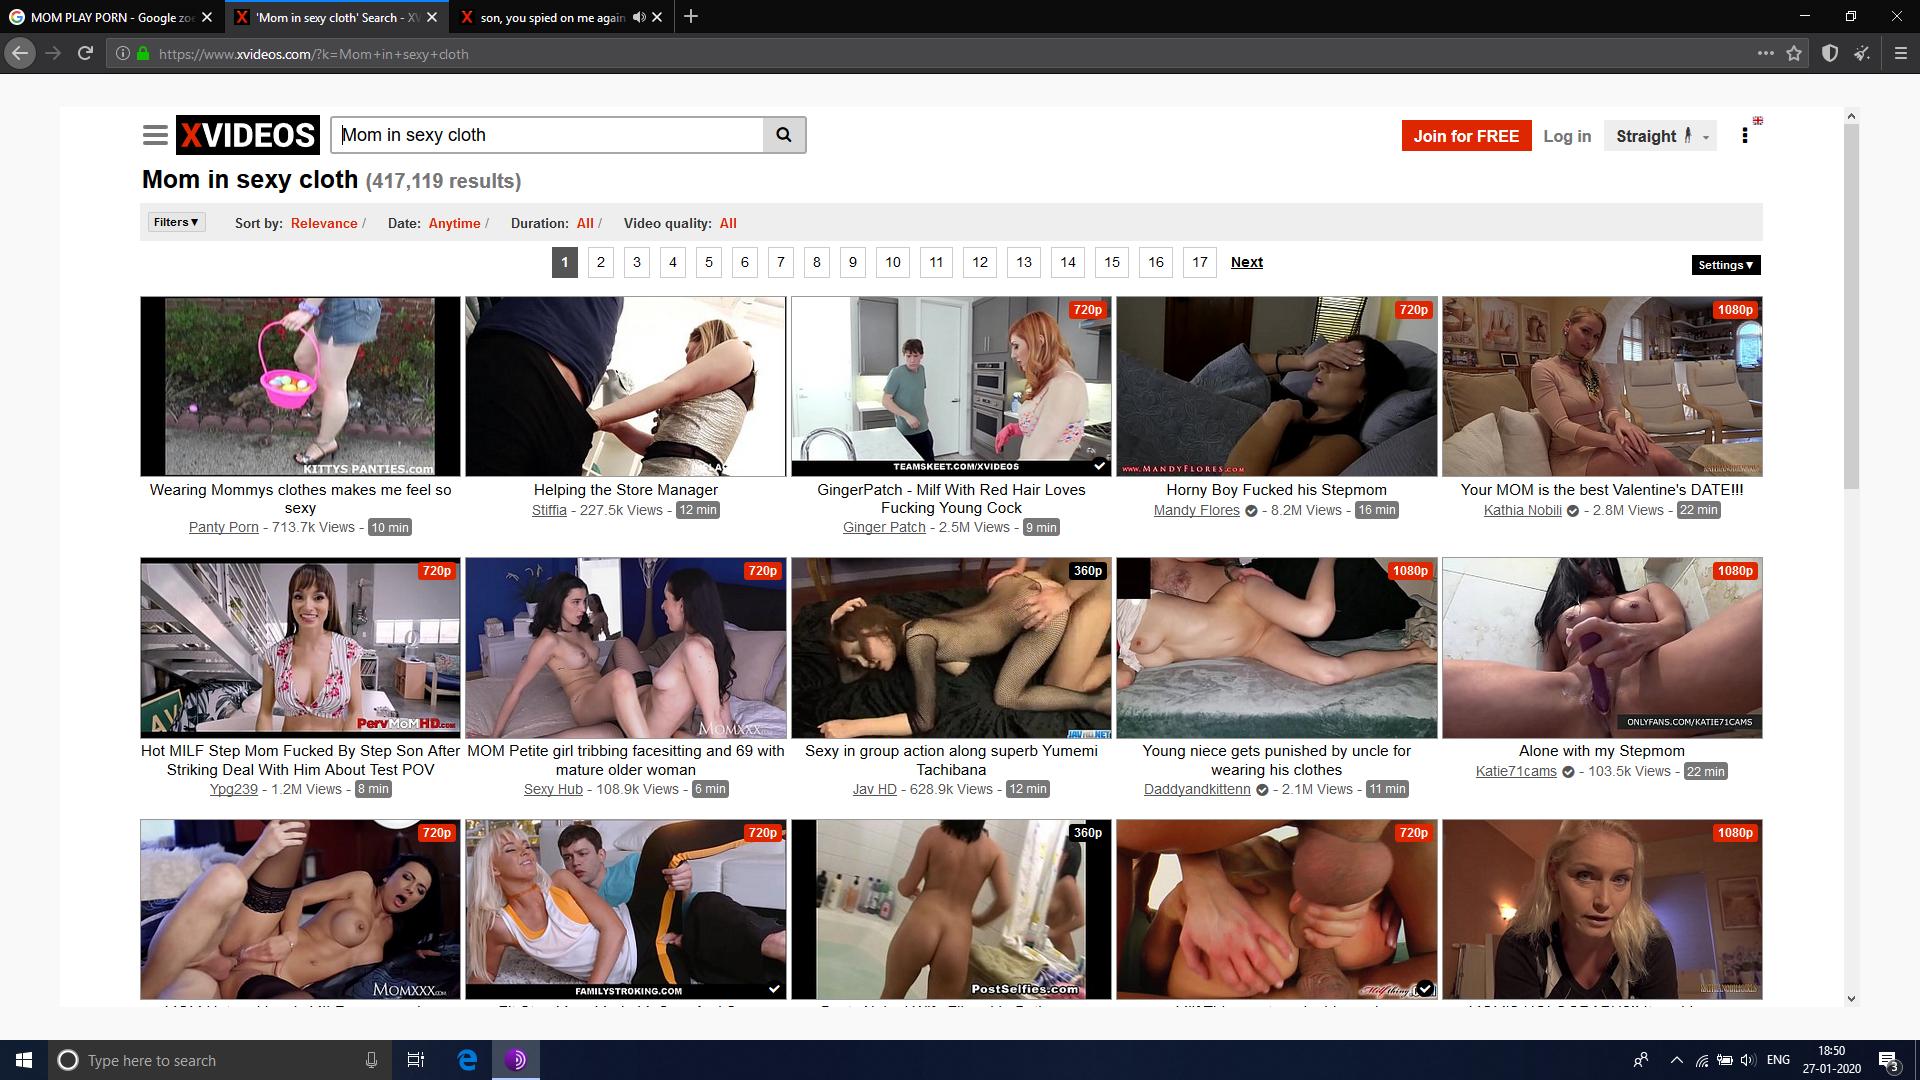 MOM PLAY PORN - Google zoe
'Mom in sexy cloth' Search - XV
son, you spied on me again
https://www.xvideos.com/?k=Mom+in+sexy+cloth
XVIDEOS
Mom in sexy cloth
Join for FREE
Log in
Straight
Mom in sexy cloth (417,119 results)
Filters▼ Sort by: Relevance / Date: Anytime / Duration: All / Video quality: All
1 2 3 4 5 6 7 8 9 10 11 12 13 14 15 16 17 Next
Settings▼
KITTYS PANTIES.com
Wearing Mommys clothes makes me feel so
sexy
Panty Porn - 713.7k Views - 10 min
Helping the Store Manager
Stiffia - 227.5k Views - 12 min
720p
TEAMSKEET.COM/XVIDEOS
GingerPatch - Milf With Red Hair Loves
Fucking Young Cock
Ginger Patch - 2.5M Views - 9 min
720p
www.MandyFlores.com
Horny Boy Fucked his Stepmom
Mandy Flores - 8.2M Views - 16 min
1080p
Your MOM is the best Valentine's DATE!!!
Kathia Nobili - 2.8M Views - 22 min
720p
PervMomHD.com
Hot MILF Step Mom Fucked By Step Son After
Striking Deal With Him About Test POV
Ypg239 - 1.2M Views - 8 min
720p
MOMXXX.com
MOM Petite girl tribbing facesitting and 69 with
mature older woman
Sexy Hub - 108.9k Views - 6 min
360p
JAVHD.NET
Sexy in group action along superb Yumemi
Tachibana
Jav HD - 628.9k Views - 12 min
1080p
Young niece gets punished by uncle for
wearing his clothes
Daddyandkittenn - 2.1M Views - 11 min
1080p
ONLYFANS.COM/KATIE71CAMS
Alone with my Stepmom
Katie71cams - 103.5k Views - 22 min
720p
MOMXXX.com
720p
FAMILYSTROKING.COM
360p
PostSelfies.com
720p
1080p
Type here to search
ENG
18:50
27-01-2020
3